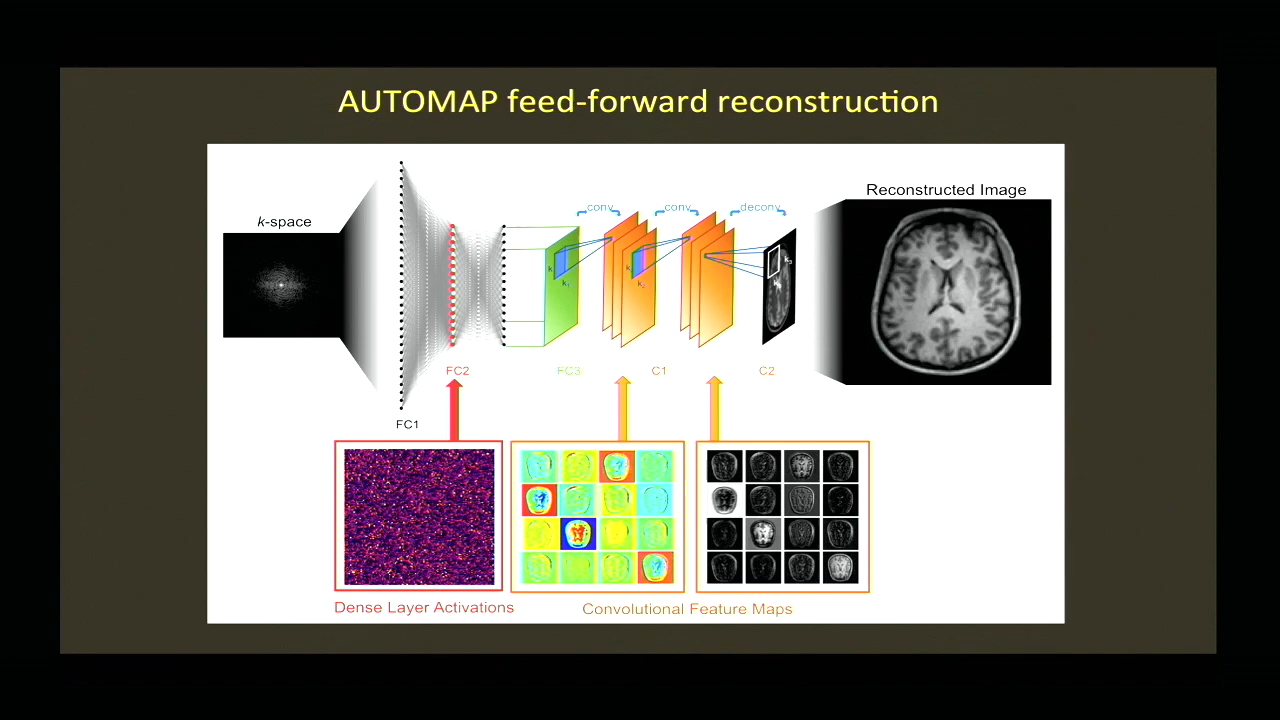 AUTOMAP feed-forward reconstruction
k-space
conv
conv
deconv
Reconstructed Image
FC1
FC2
FC3
C1
C2
Dense Layer Activations
Convolutional Feature Maps